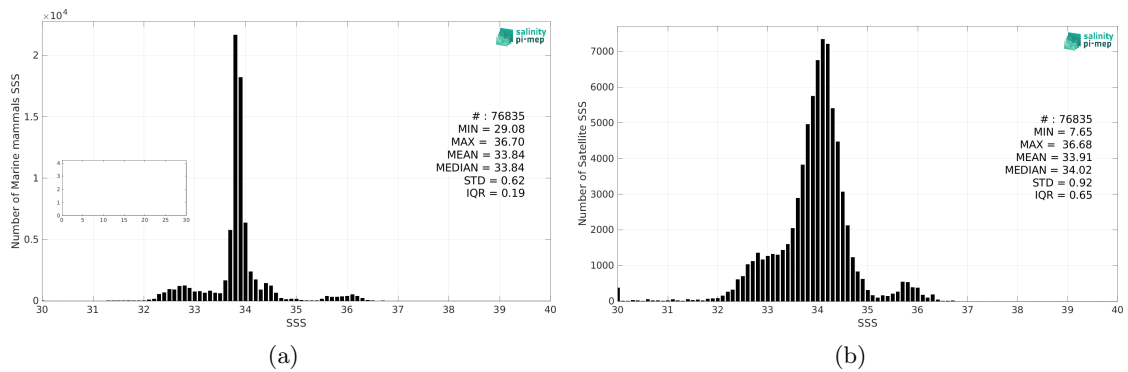 ×10⁴
salinity
pi-mep
Number of Marine mammals SSS
2
1.5
1
0.5
0
# : 76835
MIN = 29.08
MAX = 36.70
MEAN = 33.84
MEDIAN = 33.84
STD = 0.62
IQR = 0.19
4
3
2
1
0
0 5 10 15 20 25 30
30 31 32 33 34 35 36 37 38 39 40
SSS
(a)
salinity
pi-mep
Number of Satellite SSS
7000
6000
5000
4000
3000
2000
1000
0
# : 76835
MIN = 7.65
MAX = 36.68
MEAN = 33.91
MEDIAN = 34.02
STD = 0.92
IQR = 0.65
30 31 32 33 34 35 36 37 38 39 40
SSS
(b)